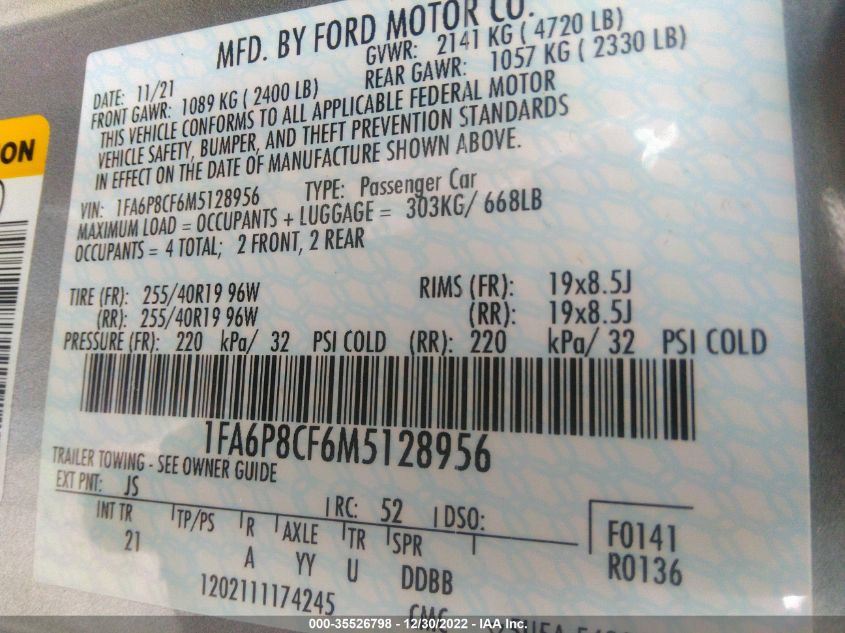 MFD. BY FORD MOTOR CO.
DATE: 11/21 GVWR: 2141 KG ( 4720 LB)
FRONT GAWR: 1089 KG ( 2400 LB) REAR GAWR: 1057 KG ( 2330 LB)
THIS VEHICLE CONFORMS TO ALL APPLICABLE FEDERAL MOTOR
VEHICLE SAFETY, BUMPER, AND THEFT PREVENTION STANDARDS
IN EFFECT ON THE DATE OF MANUFACTURE SHOWN ABOVE.
VIN: 1FA6P8CF6M5128956 TYPE: Passenger Car
MAXIMUM LOAD = OCCUPANTS + LUGGAGE = 303KG/ 668LB
OCCUPANTS = 4 TOTAL; 2 FRONT, 2 REAR
TIRE (FR): 255/40R19 96W RIMS (FR): 19x8.5J
(RR): 255/40R19 96W (RR): 19x8.5J
PRESSURE (FR): 220 kPa/ 32 PSI COLD (RR): 220 kPa/ 32 PSI COLD
1FA6P8CF6M5128956
TRAILER TOWING - SEE OWNER GUIDE
EXT PNT: JS RC: 52 DSO:
INT TR TP/PS R AXLE TR SPR F0141
21 A YY U DDBB R0136
1202111174245
ON
000-35526798 - 12/30/2022 - COPART